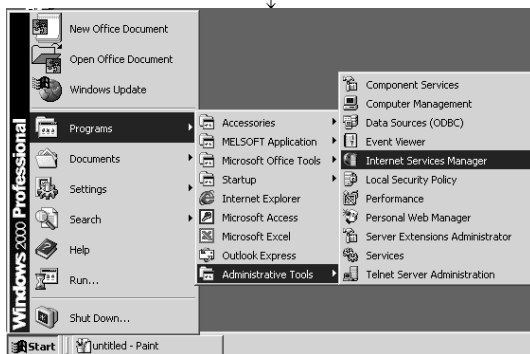 New Office Document
Open Office Document
Windows Update
Programs
Documents
Settings
Search
Help
Run...
Shut Down...
Windows 2000 Professional
Accessories
MELSOFT Application
Microsoft Office Tools
Startup
Internet Explorer
Microsoft Access
Microsoft Excel
Outlook Express
Administrative Tools
Component Services
Computer Management
Data Sources (ODBC)
Event Viewer
Internet Services Manager
Local Security Policy
Performance
Personal Web Manager
Server Extensions Administrator
Services
Telnet Server Administration
Start
untitled - Paint